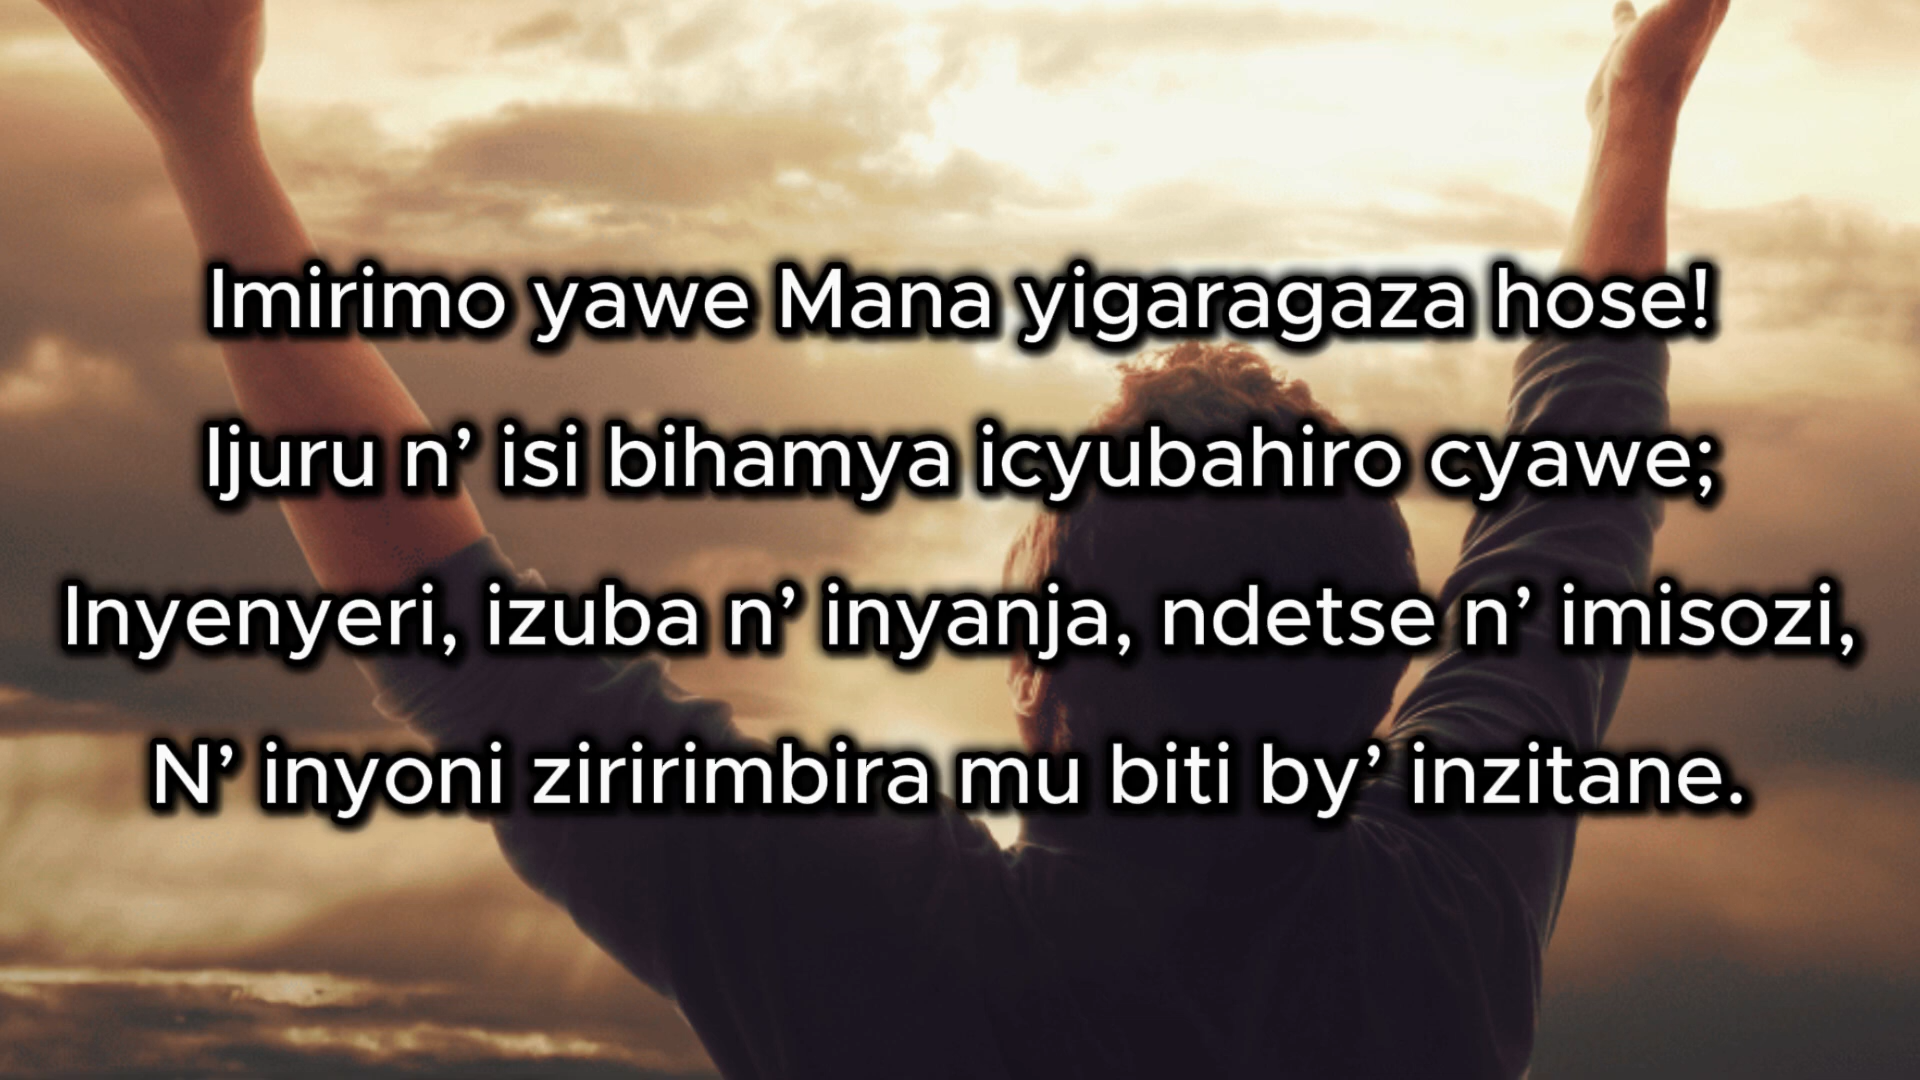 Imirimo yawe Mana yigaragaza hose!
Ijuru n’ isi bihamya icyubahiro cyawe;
Inyenyeri, izuba n’ inyanja, ndetse n’ imisozi,
N’ inyoni ziririmbira mu biti by’ inzitane.